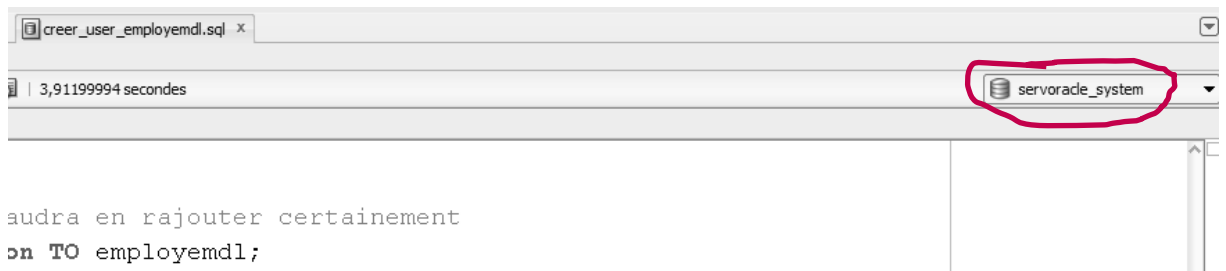 creer_user_employemdl.sql x
3,91199994 secondes
servoracle_system
audra en rajouter certainement
on TO employemdl;